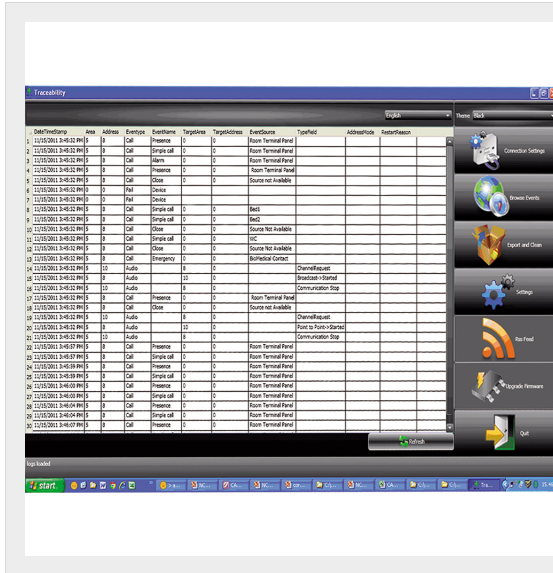 Traceability
English
Theme Black
DateTimeStamp Area Address Eventype EventName TargetArea TargetAddress EventSource TypeField AddressMode RestartReason
1 11/15/2011 3:45:32 PM 5 8 Call Presence 0 0 Room Terminal Panel
2 11/15/2011 3:45:32 PM 5 8 Call Simple call 0 0 Room Terminal Panel
3 11/15/2011 3:45:32 PM 5 8 Call Alarm 0 0 Room Terminal Panel
4 11/15/2011 3:45:32 PM 5 8 Call Presence 0 0 Room Terminal Panel
5 11/15/2011 3:45:32 PM 5 8 Call Close 0 0 Source not Available
6 11/15/2011 3:45:32 PM 0 0 Fail Device
7 11/15/2011 3:45:32 PM 0 0 Fail Device
8 11/15/2011 3:45:32 PM 5 8 Call Simple call 0 0 Bed1
9 11/15/2011 3:45:32 PM 5 8 Call Simple call 0 0 Bed2
10 11/15/2011 3:45:32 PM 5 8 Call Close 0 0 Source Not Available
11 11/15/2011 3:45:32 PM 5 8 Call Simple call 0 0 WC
12 11/15/2011 3:45:32 PM 5 8 Call Close 0 0 Source Not Available
13 11/15/2011 3:45:32 PM 5 8 Call Emergency 0 0 BioMedical Contact
14 11/15/2011 3:45:32 PM 5 10 Audio 8 0 ChannelRequest
15 11/15/2011 3:45:32 PM 5 8 Audio 10 0 Broadcast->Started
16 11/15/2011 3:45:32 PM 5 10 Audio 8 0 Communication Stop
17 11/15/2011 3:45:32 PM 5 8 Call Presence 0 0 Room Terminal Panel
18 11/15/2011 3:45:32 PM 5 8 Call Close 0 0 Source not Available
19 11/15/2011 3:45:32 PM 5 10 Audio 8 0 ChannelRequest
20 11/15/2011 3:45:32 PM 5 8 Audio 10 0 Point to Point->Started
21 11/15/2011 3:45:32 PM 5 10 Audio 8 0 Communication Stop
22 11/15/2011 3:45:57 PM 5 8 Call Presence 0 0 Room Terminal Panel
23 11/15/2011 3:45:57 PM 5 8 Call Simple call 0 0 Room Terminal Panel
24 11/15/2011 3:45:59 PM 5 8 Call Presence 0 0 Room Terminal Panel
25 11/15/2011 3:45:59 PM 5 8 Call Simple call 0 0 Room Terminal Panel
26 11/15/2011 3:46:00 PM 5 8 Call Presence 0 0 Room Terminal Panel
27 11/15/2011 3:46:00 PM 5 8 Call Simple call 0 0 Room Terminal Panel
28 11/15/2011 3:46:04 PM 5 8 Call Presence 0 0 Room Terminal Panel
29 11/15/2011 3:46:04 PM 5 8 Call Simple call 0 0 Room Terminal Panel
30 11/15/2011 3:46:07 PM 5 8 Call Presence 0 0 Room Terminal Panel
Connection Settings
Browse Events
Export and Clean
Settings
Rss Feed
Upgrade Firmware
Quit
Refresh
logs loaded
start
NC...
CA...
NC...
cor...
C:\...
NC...
CA...
C:\...
C:\...
Tra...